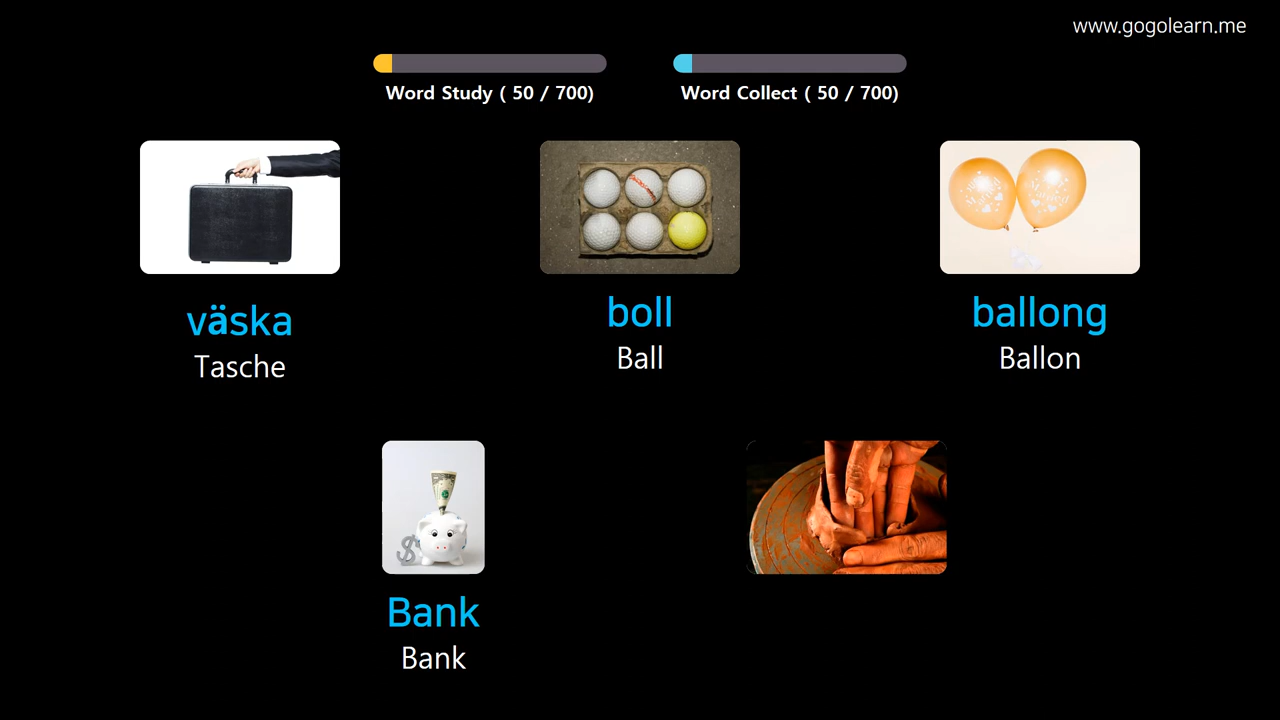 www.gogolearn.me
Word Study ( 50 / 700)
Word Collect ( 50 / 700)
väska
Tasche
boll
Ball
ballong
Ballon
Bank
Bank